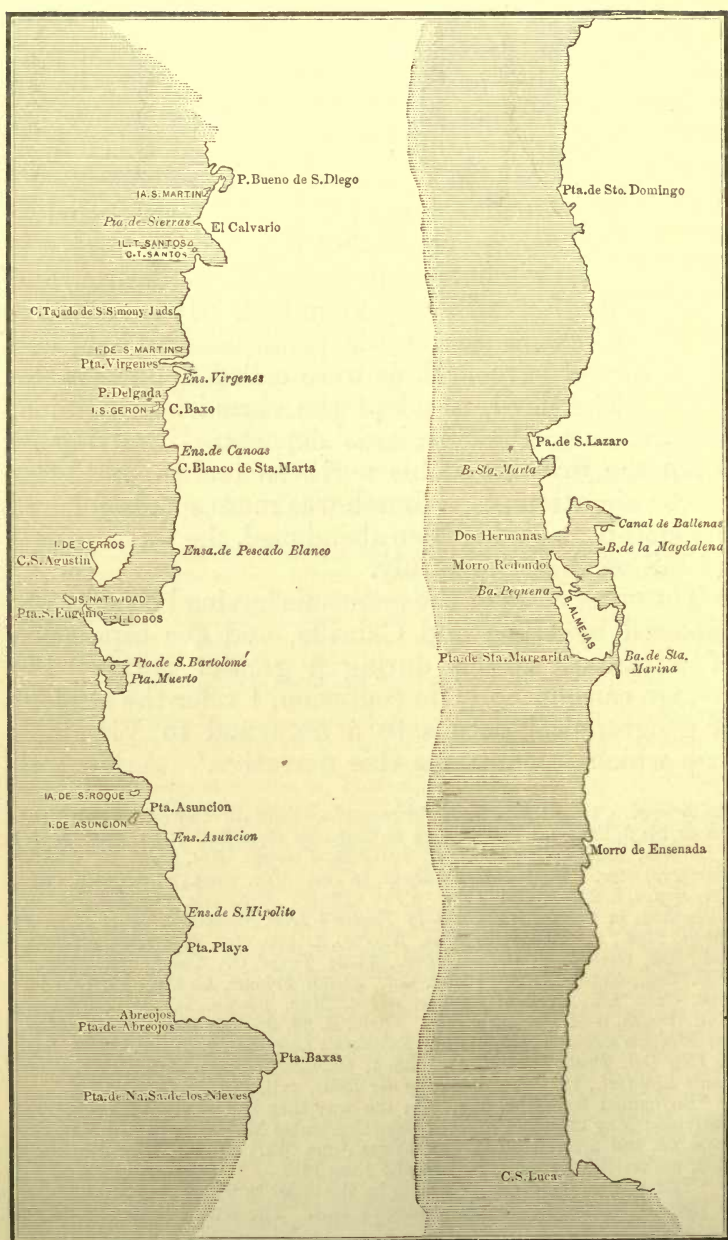 P. Bueno de S. Diego
IA. S. MARTIN
Pta de Sierras
El Calvario
IL. T. SANTOS
O. T. SANTOS
C. Tajado de S. Simony Juds
I. DE S MARTIN
Pta. Virgenes
Ens. Virgenes
P. Delgada
I. S. GERON
C. Baxo
Ens. de Canoas
C. Blanco de Sta. Marta
I. DE CERROS
C. S. Agustin
Ensa. de Pescado Blanco
IS. NATIVIDAD
Pta. S. Eugenio
I. LOBOS
Pto. de S. Bartolomé
Pta. Muerto
IA. DE S. ROQUE
Pta. Asuncion
I. DE ASUNCION
Ens. Asuncion
Ens. de S. Hipolito
Pta. Playa
Abreojos
Pta. de Abreojos
Pta. Baxas
Pta. de Na. Sa. de los Nieves
Pta. de Sto. Domingo
Pa. de S. Lazaro
B. Sta. Marta
Canal de Ballenas
Dos Hermanas
B. de la Magdalena
Morro Redondo
Ba. Pequena
B. ALMEJAS
Pta. de Sta. Margarita
Ba. de Sta.
Marina
Morro de Ensenada
C. S. Luca